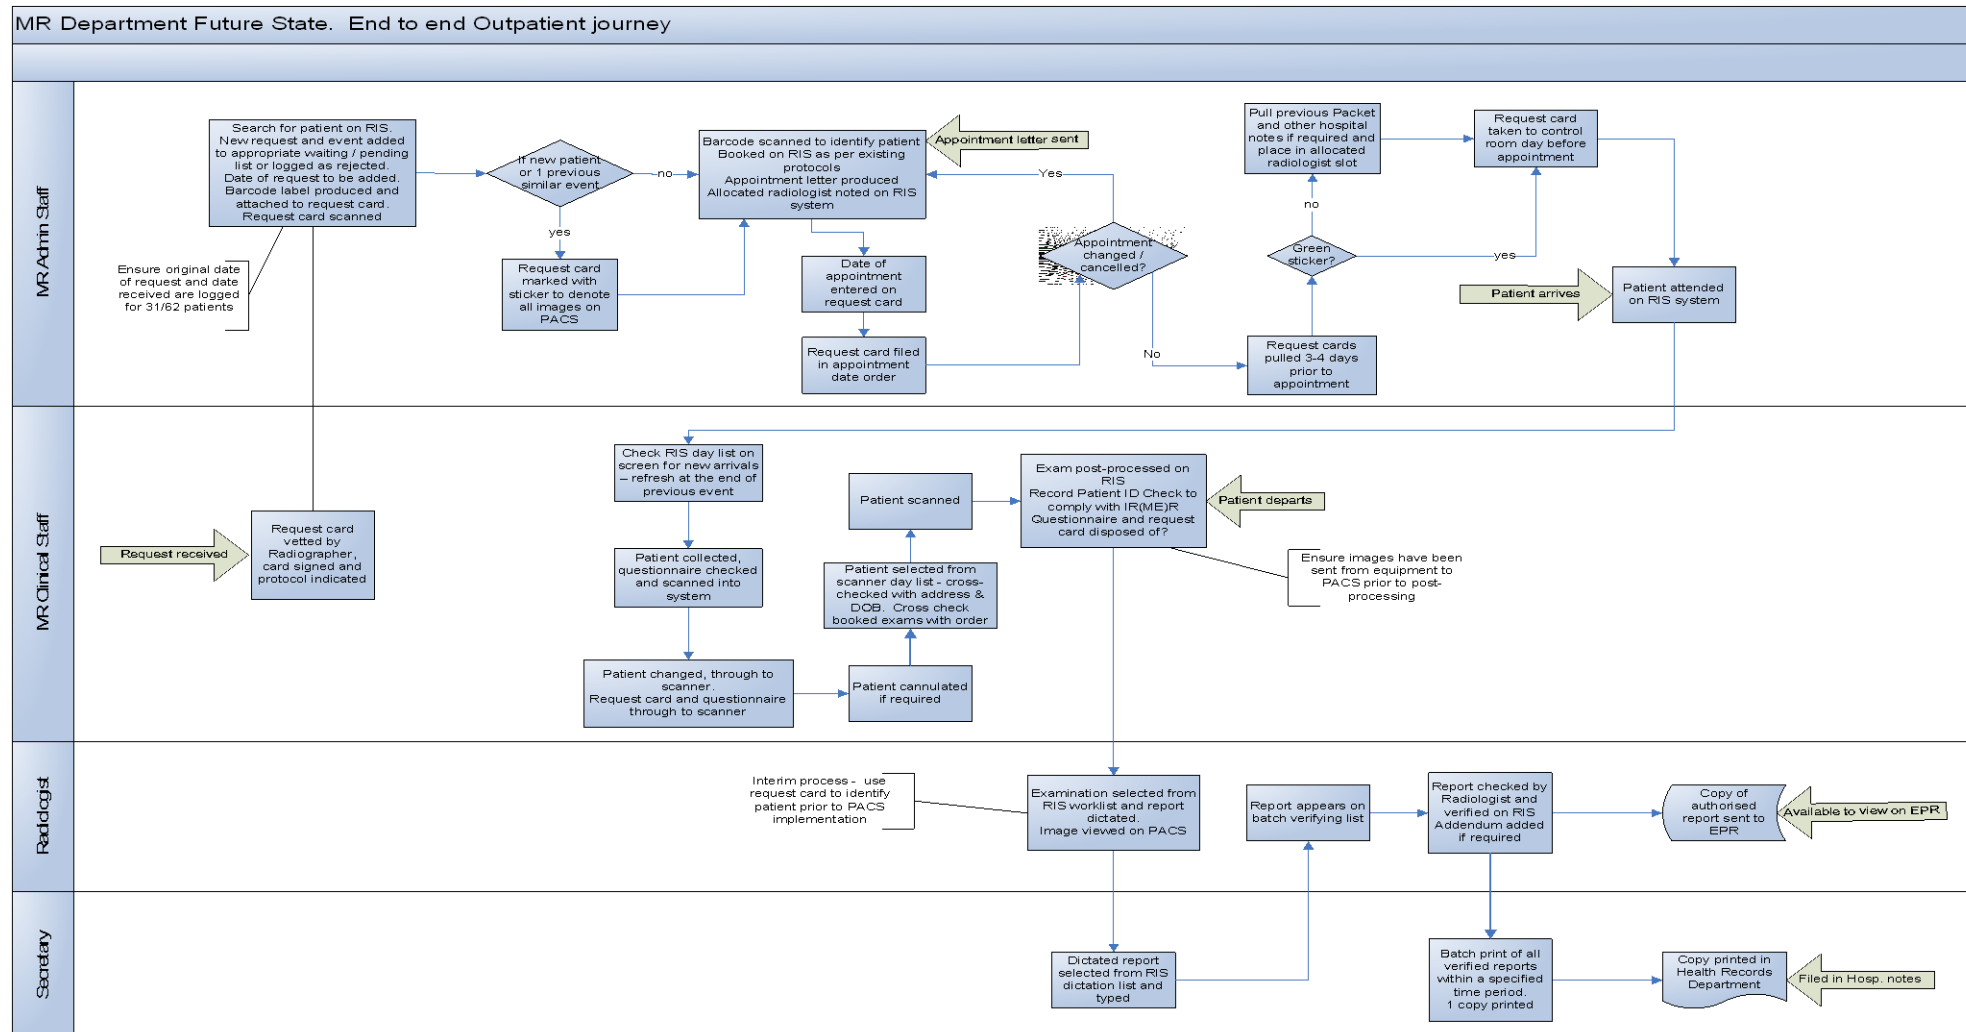 MR Department Future State.  End to end Outpatient journey
MR Admin Staff
Search for patient on RIS.
New request and event added
to appropriate waiting / pending
list or logged as rejected.
Date of request to be added.
Barcode label produced and
attached to request card.
Request card scanned
Ensure original date
of request and date
received are logged
for 31/62 patients
If new patient
or 1 previous
similar event
no
yes
Request card
marked with
sticker to denote
all images on
PACS
Barcode scanned to identify patient
Booked on RIS as per existing
protocols
Appointment letter produced
Allocated radiologist noted on RIS
system
Appointment letter sent
Date of
appointment
entered on
request card
Request card filed
in appointment
date order
Yes
Appointment
changed /
cancelled?
No
Request cards
pulled 3-4 days
prior to
appointment
Green
sticker?
no
yes
Pull previous Packet
and other hospital
notes if required and
place in allocated
radiologist slot
Request card
taken to control
room day before
appointment
Patient arrives
Patient attended
on RIS system
MR Clinical Staff
Request received
Request card
vetted by
Radiographer,
card signed and
protocol indicated
Check RIS day list on
screen for new arrivals
– refresh at the end of
previous event
Patient collected,
questionnaire checked
and scanned into
system
Patient changed, through to
scanner.
Request card and questionnaire
through to scanner
Patient cannulated
if required
Patient selected from
scanner day list - cross-
checked with address &
DOB.  Cross check
booked exams with order
Patient scanned
Exam post-processed on
RIS
Record Patient ID Check to
comply with IR(ME)R
Questionnaire and request
card disposed of?
Patient departs
Ensure images have been
sent from equipment to
PACS prior to post-
processing
Radiologist
Interim process -  use
request card to identify
patient prior to PACS
implementation
Examination selected from
RIS worklist and report
dictated.
Image viewed on PACS
Report appears on
batch verifying list
Report checked by
Radiologist and
verified on RIS
Addendum added
if required
Copy of
authorised
report sent to
EPR
Available to view on EPR
Secretary
Dictated report
selected from RIS
dictation list and
typed
Batch print of all
verified reports
within a specified
time period.
1 copy printed
Copy printed in
Health Records
Department
Filed in Hosp. notes